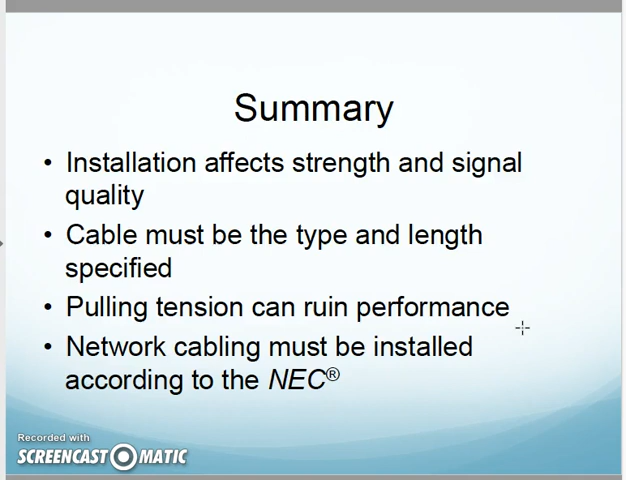 Summary
• Installation affects strength and signal
quality
• Cable must be the type and length
specified
• Pulling tension can ruin performance
• Network cabling must be installed
according to the NEC®
Recorded with
SCREENCAST O MATIC